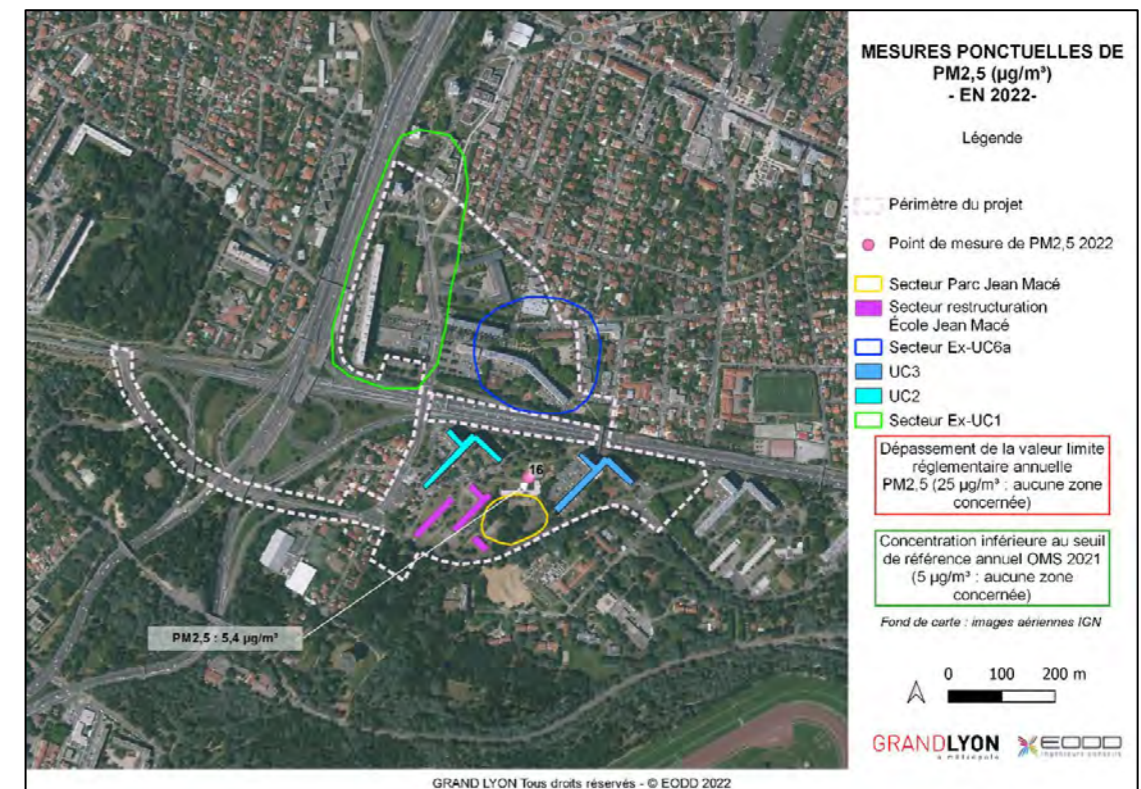 MESURES PONCTUELLES DE
PM2,5 (µg/m³)
- EN 2022-
Légende
Périmètre du projet
Point de mesure de PM2,5 2022
Secteur Parc Jean Macé
Secteur restructuration
École Jean Macé
Secteur Ex-UC6a
UC3
UC2
Secteur Ex-UC1
Dépassement de la valeur limite
réglementaire annuelle
PM2,5 (25 µg/m³ : aucune zone
concernée)
Concentration inférieure au seuil
de référence annuel OMS 2021
(5 µg/m³ : aucune zone
concernée)
Fond de carte : images aériennes IGN
0 100 200 m
GRANDLYON
la métropole
EODD
ingénieurs conseils
16
PM2,5 : 5,4 µg/m³
GRAND LYON Tous droits réservés - © EODD 2022